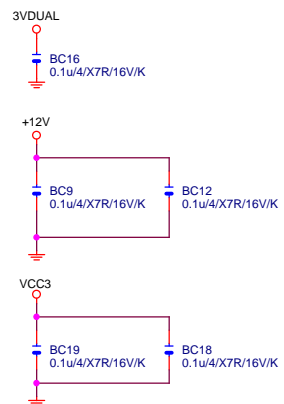 3VDUAL
BC16
0.1u/4/X7R/16V/K
+12V
BC9
0.1u/4/X7R/16V/K
BC12
0.1u/4/X7R/16V/K
VCC3
BC19
0.1u/4/X7R/16V/K
BC18
0.1u/4/X7R/16V/K